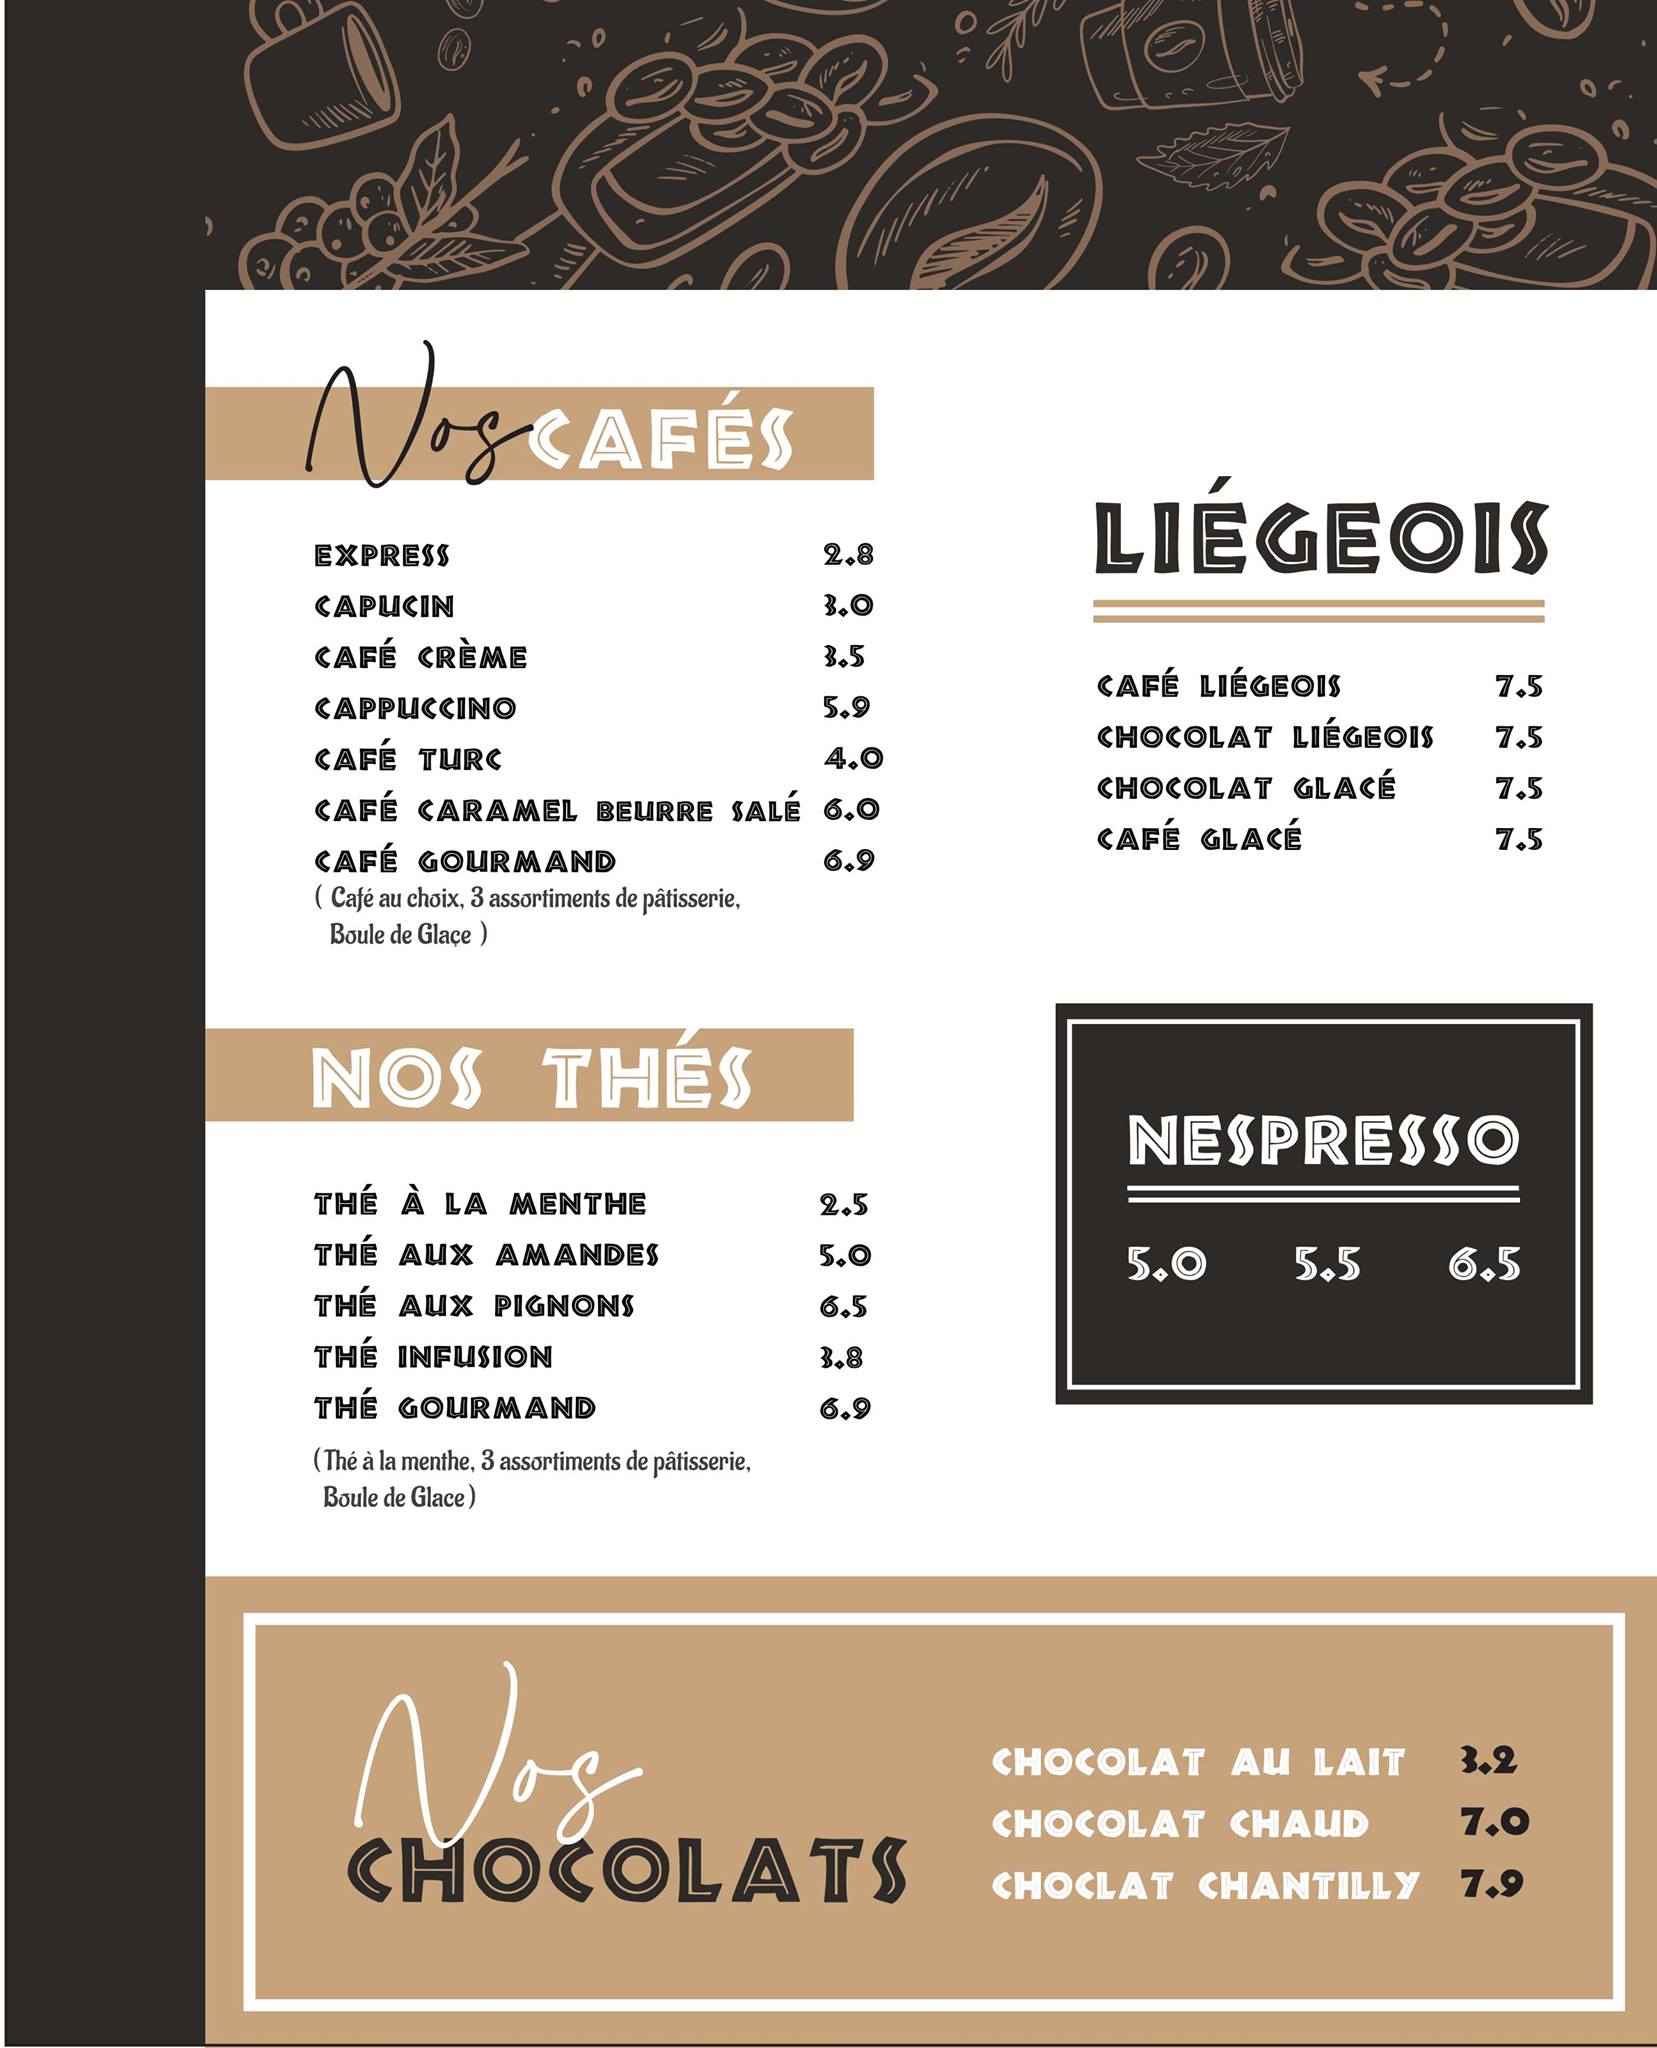 Nos CAFÉS
EXPRESS 2.8
CAPUCIN 3.0
CAFÉ CRÈME 3.5
CAPPUCCINO 5.9
CAFÉ TURC 4.0
CAFÉ CARAMEL BEURRE SALÉ 6.0
CAFÉ GOURMAND 6.9
( Café au choix, 3 assortiments de pâtisserie,
Boule de Glaçe )
LIÉGEOIS
CAFÉ LIÉGEOIS 7.5
CHOCOLAT LIÉGEOIS 7.5
CHOCOLAT GLACÉ 7.5
CAFÉ GLACÉ 7.5
NOS THÉS
THÉ À LA MENTHE 2.5
THÉ AUX AMANDES 5.0
THÉ AUX PIGNONS 6.5
THÉ INFUSION 3.8
THÉ GOURMAND 6.9
(Thé à la menthe, 3 assortiments de pâtisserie,
Boule de Glace)
NESPRESSO
5.0 5.5 6.5
Nos
CHOCOLATS
CHOCOLAT AU LAIT 3.2
CHOCOLAT CHAUD 7.0
CHOCLAT CHANTILLY 7.9